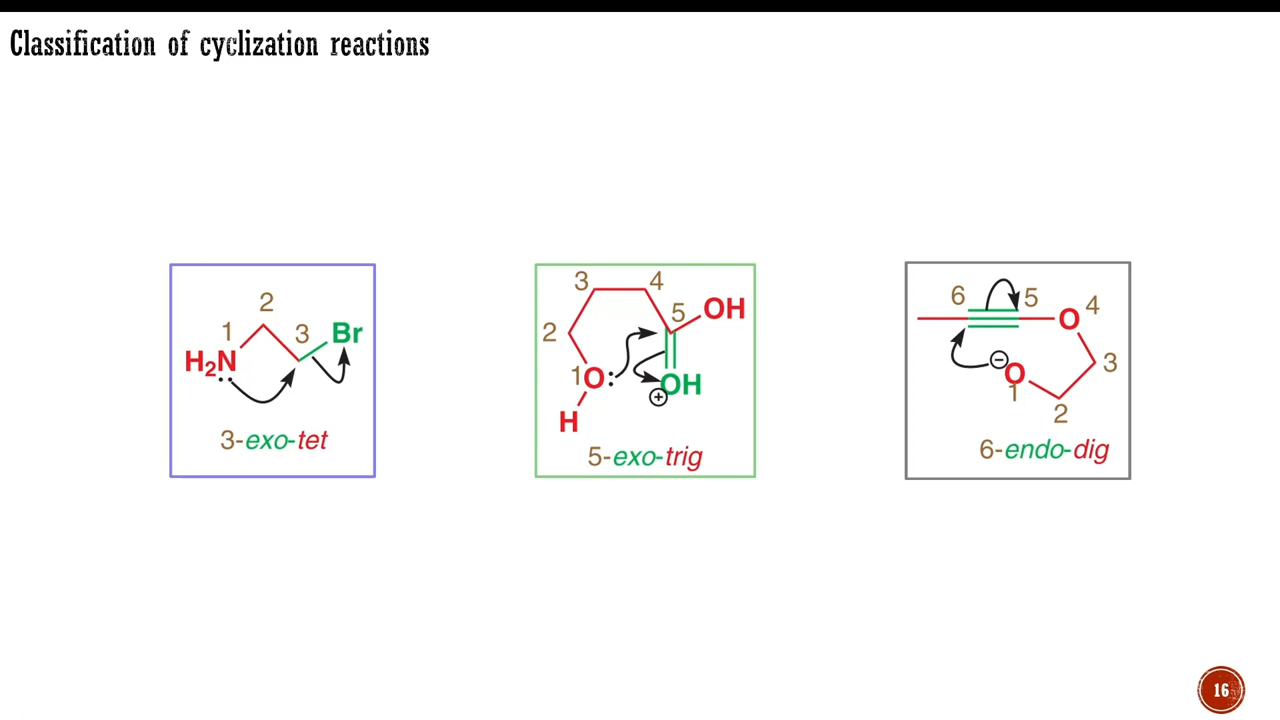 Classification of cyclization reactions
1
2
3
H₂N
Br
3-exo-tet
3
4
2
5
OH
1
O:
OH
+
H
5-exo-trig
6
5
4
O
−
O
3
1
2
6-endo-dig
16